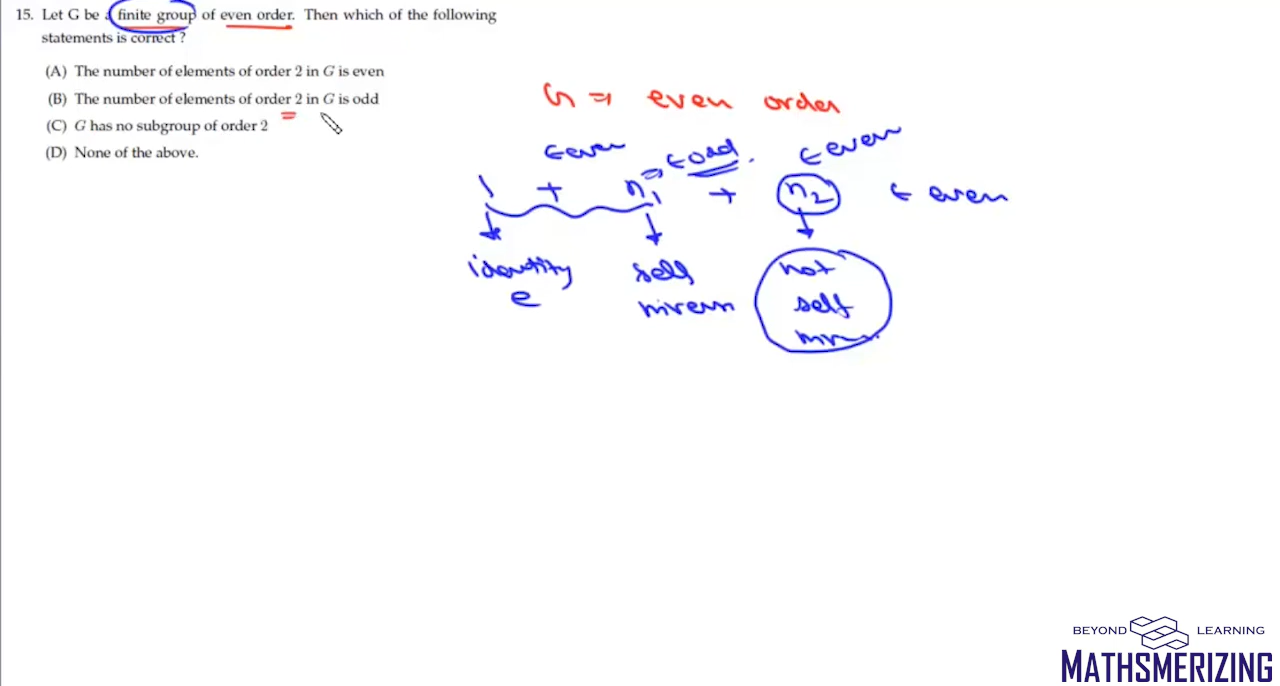 15. Let G be a finite group of even order. Then which of the following
statements is correct ?
(A) The number of elements of order 2 in G is even
(B) The number of elements of order 2 in G is odd
(C) G has no subgroup of order 2
(D) None of the above.
G ⇒ even order
← even ← odd. ← even
1 + n₁ + n₂ ← even
identity self not
e inverse self
BEYOND LEARNING
MATHSMERIZING